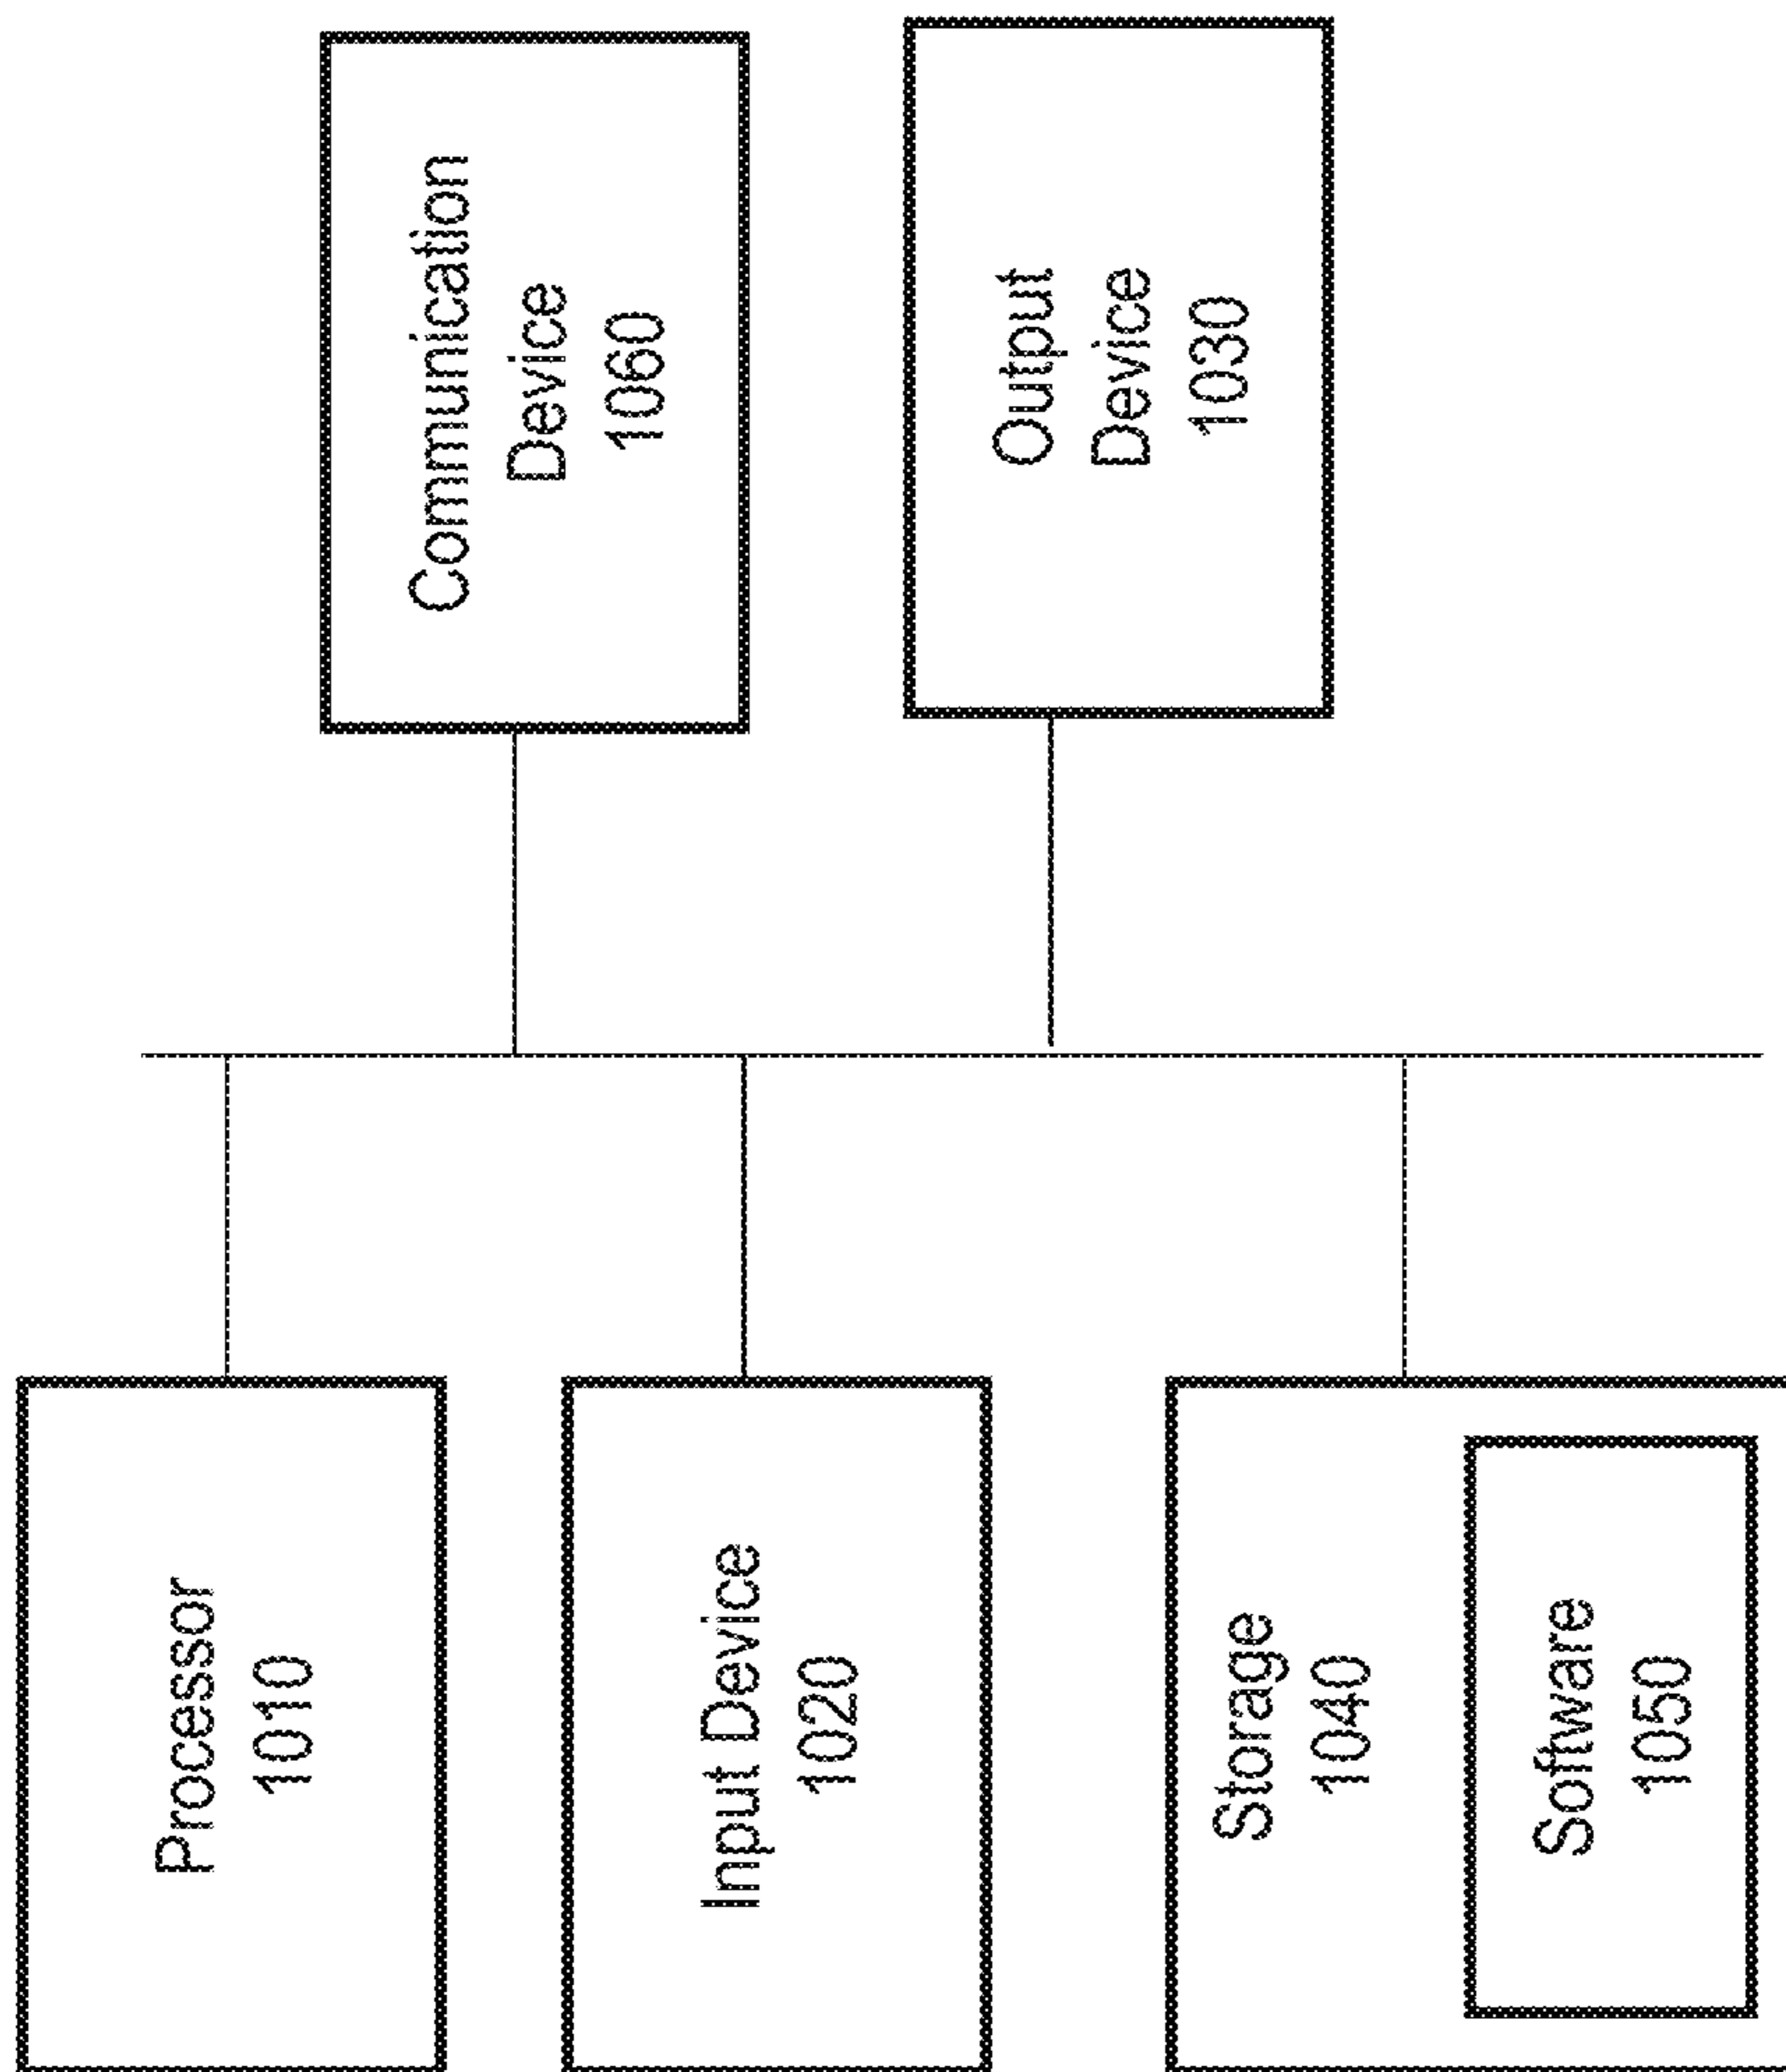 Processor
1010
Input Device
1020
Storage
1040
Software
1050
Communication
Device
1060
Output
Device
1030